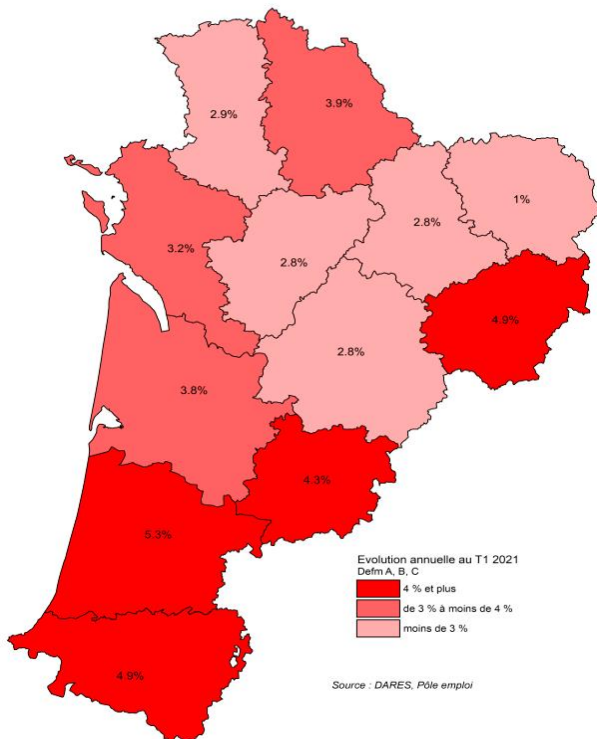 3.9%
2.9%
1%
2.8%
3.2%
2.8%
4.9%
2.8%
3.8%
4.3%
5.3%
4.9%
Evolution annuelle au T1 2021
Defm A, B, C
4 % et plus
de 3 % à moins de 4 %
moins de 3 %
Source : DARES, Pôle emploi